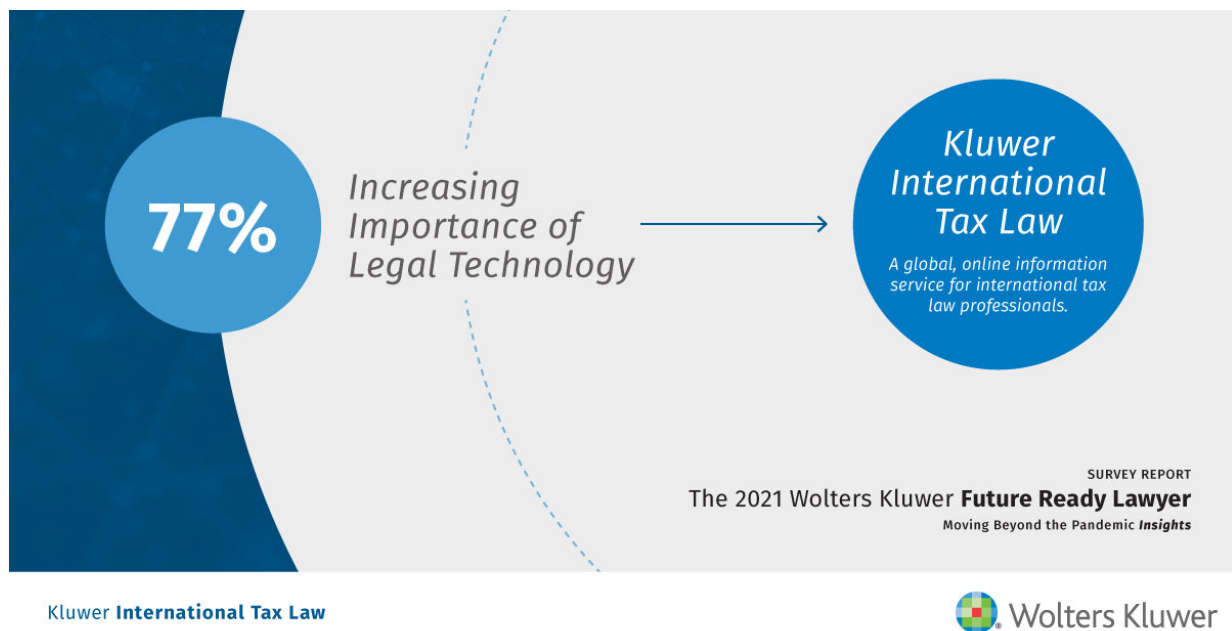 77%
Increasing
Importance of
Legal Technology
Kluwer
International
Tax Law
A global, online information
service for international tax
law professionals.
SURVEY REPORT
The 2021 Wolters Kluwer Future Ready Lawyer
Moving Beyond the Pandemic Insights
Kluwer International Tax Law
Wolters Kluwer